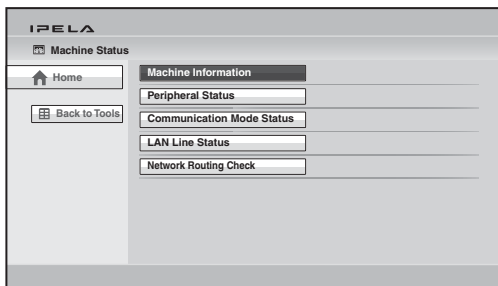 IPELA
Machine Status
Home
Back to Tools
Machine Information
Peripheral Status
Communication Mode Status
LAN Line Status
Network Routing Check